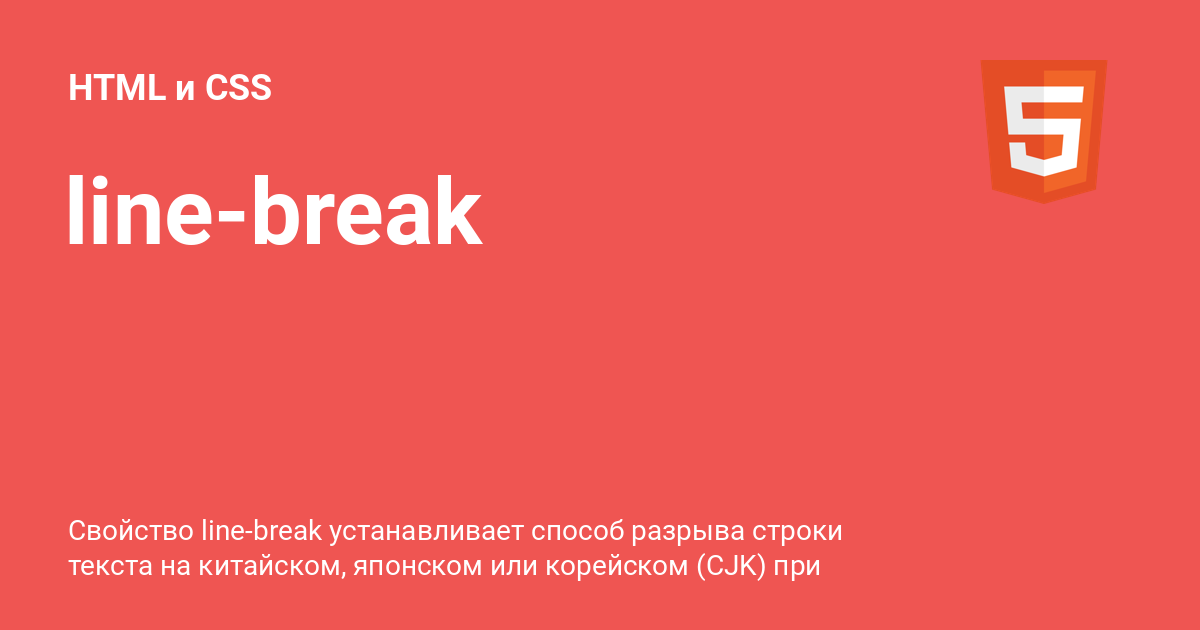 HTML и CSS
line-break
Свойство line-break устанавливает способ разрыва строки
текста на китайском, японском или корейском (CJK) при